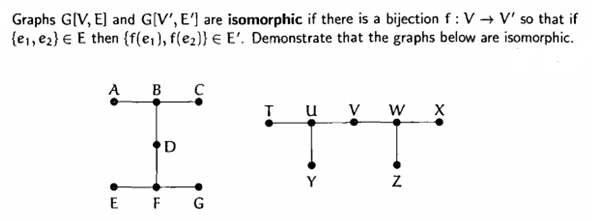 Graphs G[V, E] and G[V′, E′] are isomorphic if there is a bijection f : V → V′ so that if
{e₁, e₂} ∈ E then {f(e₁), f(e₂)} ∈ E′. Demonstrate that the graphs below are isomorphic.
A B C
T U V W X
D
Y Z
E F G